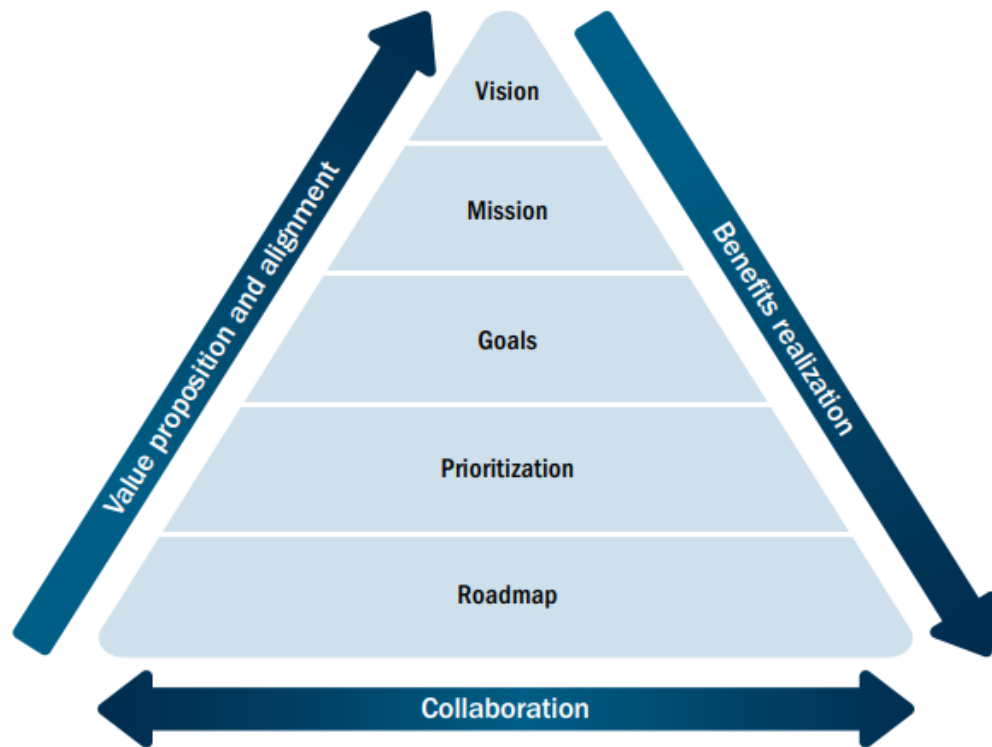 Vision
Mission
Goals
Prioritization
Roadmap
Value proposition and alignment
Benefits realization
Collaboration